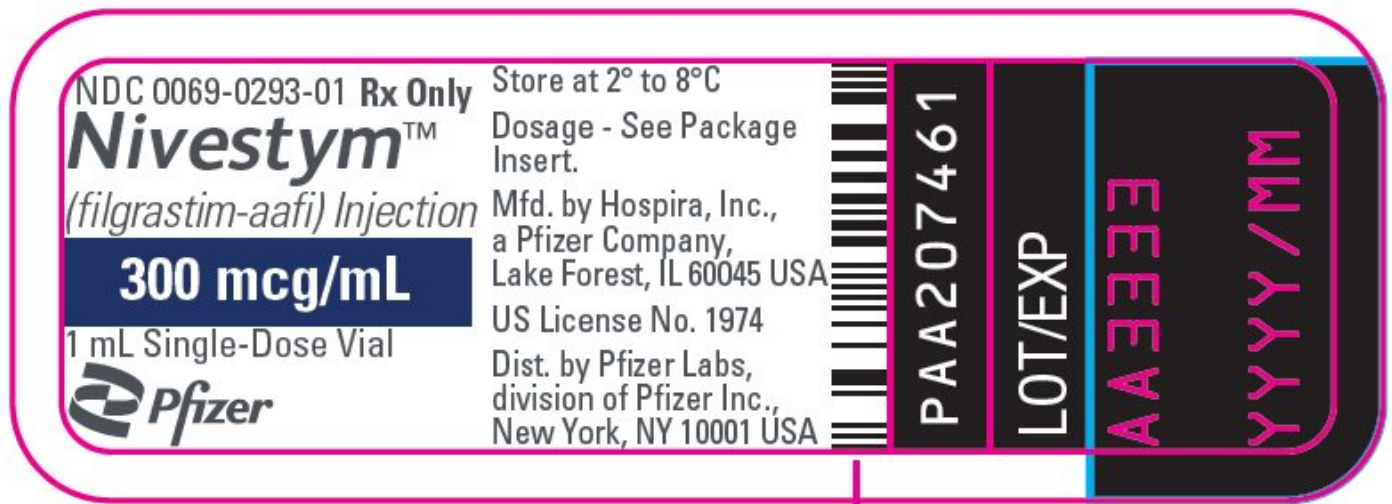 NDC 0069-0293-01 Rx Only
Nivestym™
(filgrastim-aafi) Injection
300 mcg/mL
1 mL Single-Dose Vial
Pfizer
Store at 2° to 8°C
Dosage - See Package
Insert.
Mfd. by Hospira, Inc.,
a Pfizer Company,
Lake Forest, IL 60045 USA
US License No. 1974
Dist. by Pfizer Labs,
division of Pfizer Inc.,
New York, NY 10001 USA
PAA207461
LOT/EXP
AAEEEE
YYYY/MM